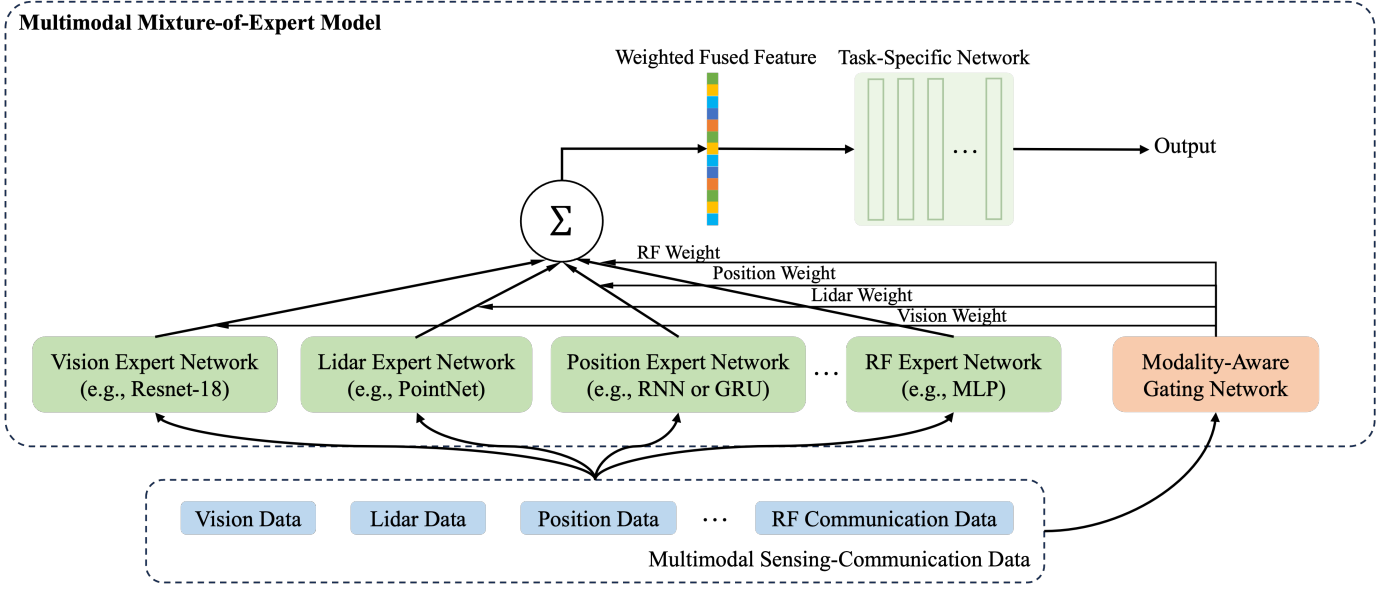 Multimodal Mixture-of-Expert Model
Weighted Fused Feature
Task-Specific Network
...
Output
Σ
RF Weight
Position Weight
Lidar Weight
Vision Weight
Vision Expert Network
(e.g., Resnet-18)
Lidar Expert Network
(e.g., PointNet)
Position Expert Network
(e.g., RNN or GRU)
...
RF Expert Network
(e.g., MLP)
Modality-Aware
Gating Network
Vision Data
Lidar Data
Position Data
...
RF Communication Data
Multimodal Sensing-Communication Data